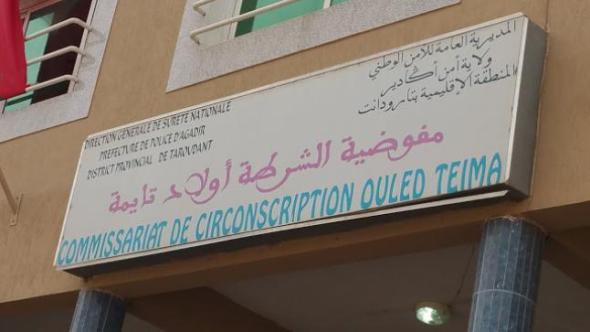 المديرية العامة للأمن الوطني
ولاية أمن أكادير
المنطقة الإقليمية بتارودانت
DIRECTION GENERALE DE SURETE NATIONALE
PREFECTURE DE POLICE D'AGADIR
DISTRICT PROVINCIAL DE TAROUDANT
مفوضية الشرطة أولاد تايمة
COMMISSARIAT DE CIRCONSCRIPTION OULED TEIMA